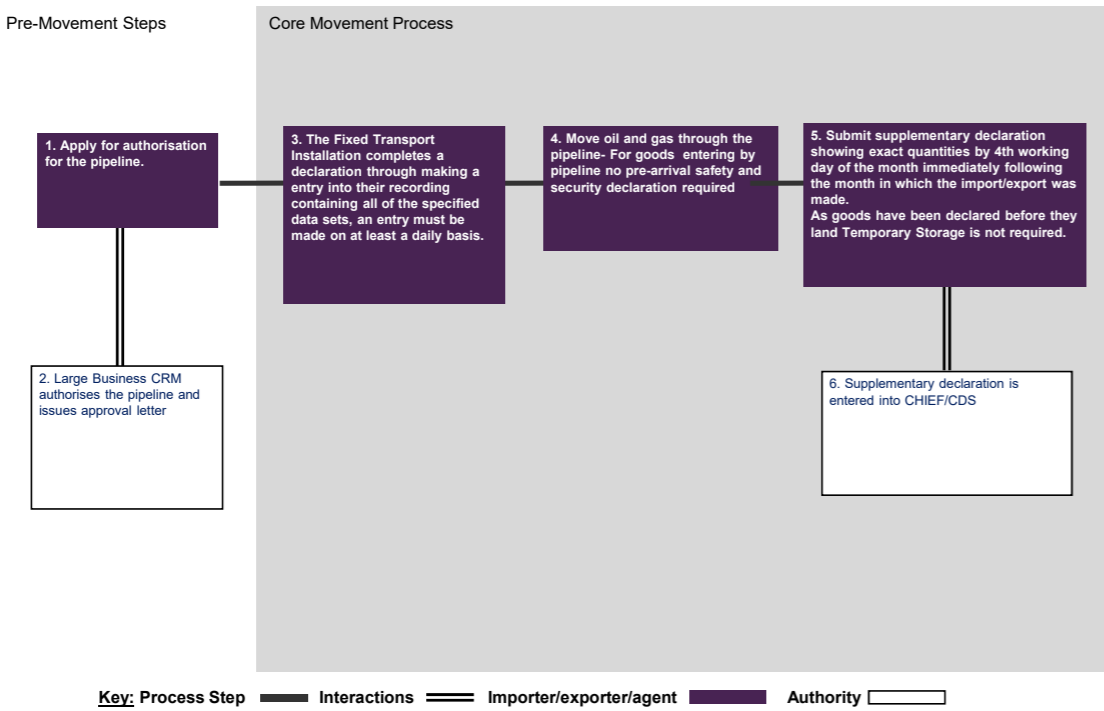 Pre-Movement Steps
Core Movement Process
1. Apply for authorisation
for the pipeline.
2. Large Business CRM
authorises the pipeline and
issues approval letter
3. The Fixed Transport
Installation completes a
declaration through making a
entry into their recording
containing all of the specified
data sets, an entry must be
made on at least a daily basis.
4. Move oil and gas through the
pipeline- For goods entering by
pipeline no pre-arrival safety and
security declaration required
5. Submit supplementary declaration
showing exact quantities by 4th working
day of the month immediately following
the month in which the import/export was
made.
As goods have been declared before they
land Temporary Storage is not required.
6. Supplementary declaration is
entered into CHIEF/CDS
Key: Process Step Interactions Importer/exporter/agent Authority